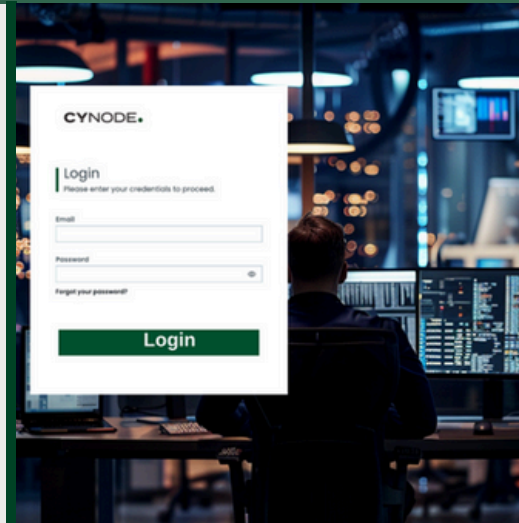 CYNODE.
Login
Please enter your credentials to proceed.
Email
Password
Forgot your password?
Login